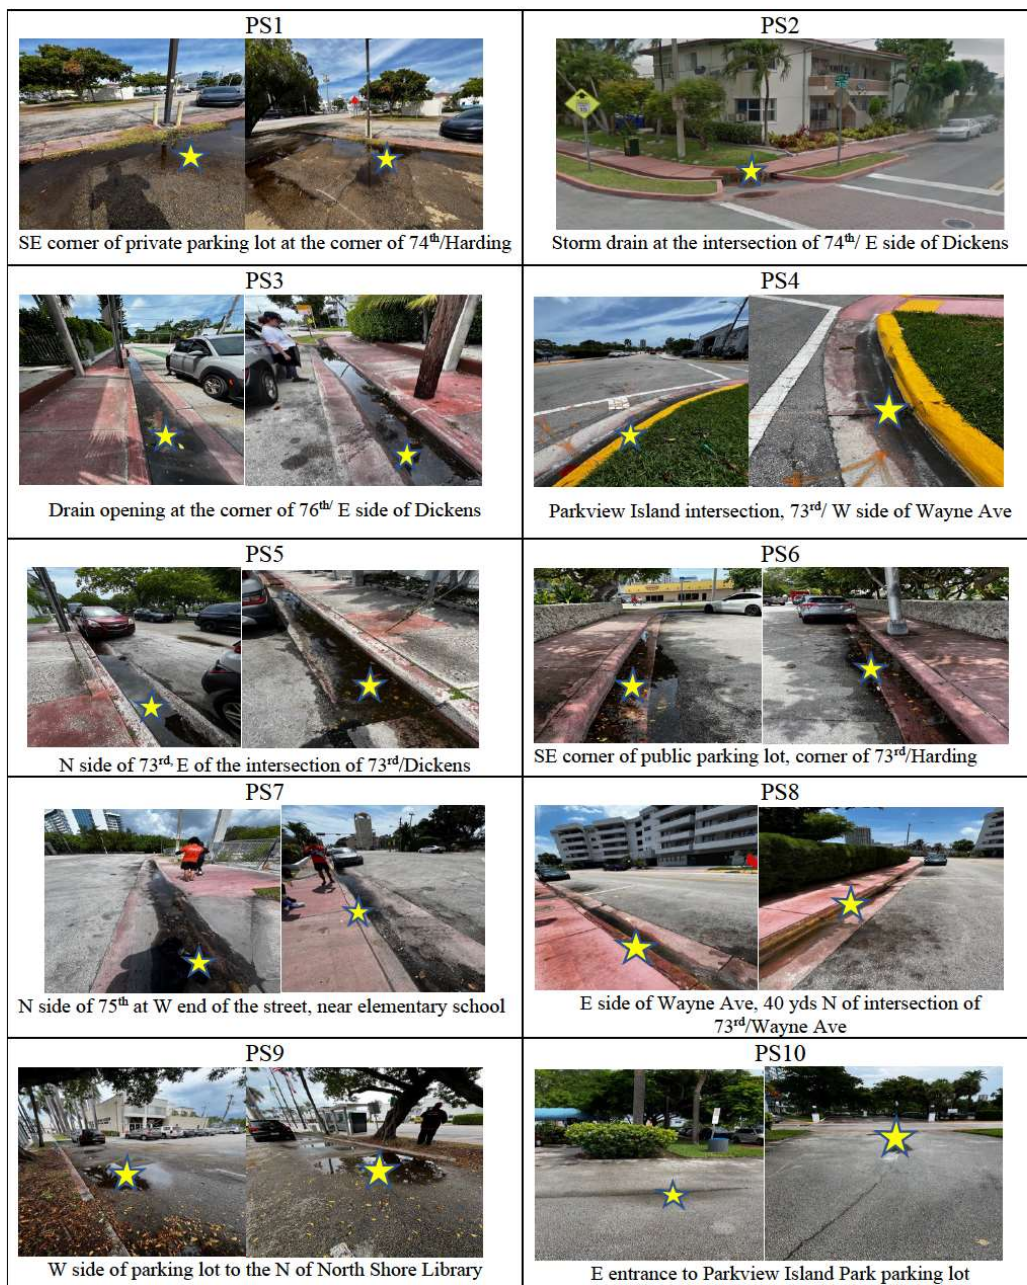 PS1
PS2
SE corner of private parking lot at the corner of 74th/Harding
Storm drain at the intersection of 74th/ E side of Dickens
PS3
PS4
Drain opening at the corner of 76th/ E side of Dickens
Parkview Island intersection, 73rd/ W side of Wayne Ave
PS5
PS6
N side of 73rd, E of the intersection of 73rd/Dickens
SE corner of public parking lot, corner of 73rd/Harding
PS7
PS8
N side of 75th at W end of the street, near elementary school
E side of Wayne Ave, 40 yds N of intersection of
73rd/Wayne Ave
PS9
PS10
W side of parking lot to the N of North Shore Library
E entrance to Parkview Island Park parking lot